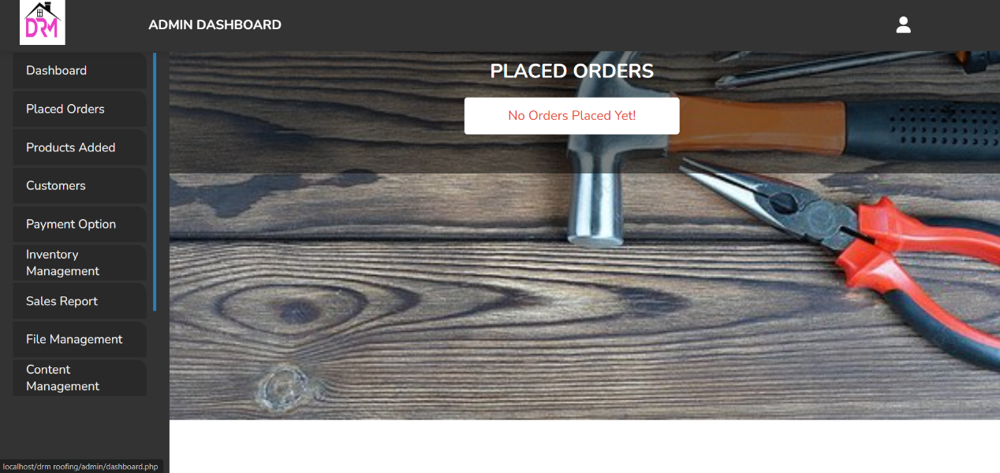 DRM
ADMIN DASHBOARD
Dashboard
Placed Orders
Products Added
Customers
Payment Option
Inventory
Management
Sales Report
File Management
Content
Management
PLACED ORDERS
No Orders Placed Yet!
localhost/drm roofing/admin/dashboard.php